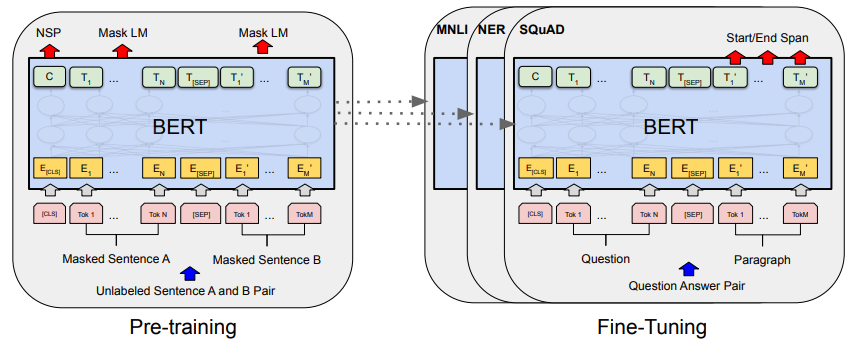 NSP
Mask LM
Mask LM
C T1 ... TN T[SEP] T1' ... TM'
BERT
E[CLS] E1 ... EN E[SEP] E1' ... EM'
[CLS] Tok 1 ... Tok N [SEP] Tok 1 ... TokM
Masked Sentence A
Masked Sentence B
Unlabeled Sentence A and B Pair
Pre-training
MNLI
NER
SQuAD
Start/End Span
C T1 ... TN T[SEP] T1' ... TM'
BERT
E[CLS] E1 ... EN E[SEP] E1' ... EM'
[CLS] Tok 1 ... Tok N [SEP] Tok 1 ... TokM
Question
Paragraph
Question Answer Pair
Fine-Tuning